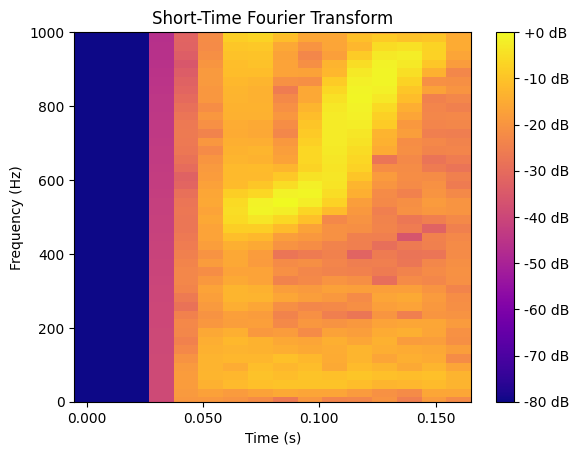 Short-Time Fourier Transform
1000
800
600
400
200
0
Frequency (Hz)
0.000
0.050
0.100
0.150
Time (s)
+0 dB
-10 dB
-20 dB
-30 dB
-40 dB
-50 dB
-60 dB
-70 dB
-80 dB